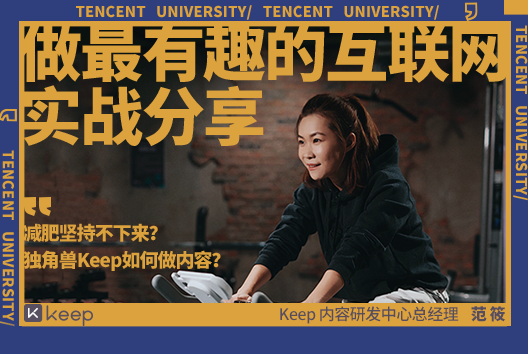 TENCENT UNIVERSITY/ TENCENT UNIVERSITY/
做最有趣的互联网
实战分享
减肥坚持不下来？
独角兽Keep如何做内容？
keep
Keep 内容研发中心总经理 范筱
TENCENT UNIVERSITY/
TENCENT UNIVERSITY/